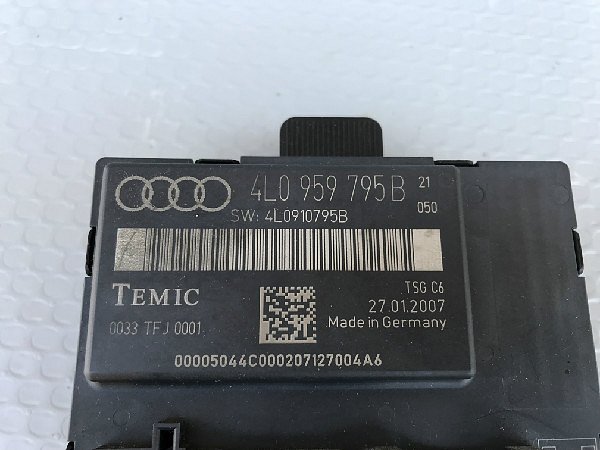 4L0 959 795 B 21
050
SW: 4L0910795B
TSG C6
TEMIC
27.01.2007
0033 TFJ 0001
Made in Germany
00005044C000207127004A6